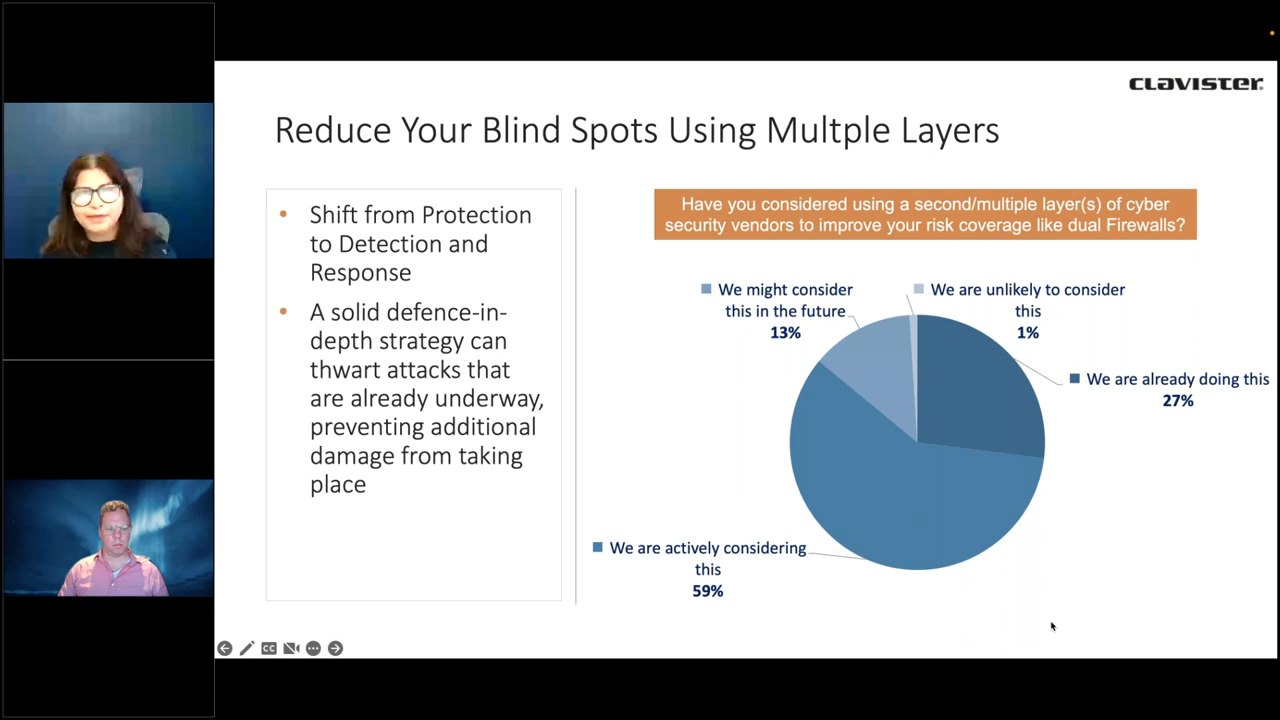 CLAVISTER
Reduce Your Blind Spots Using Multple Layers
• Shift from Protection
to Detection and
Response
• A solid defence-in-
depth strategy can
thwart attacks that
are already underway,
preventing additional
damage from taking
place
Have you considered using a second/multiple layer(s) of cyber
security vendors to improve your risk coverage like dual Firewalls?
We might consider
this in the future
13%
We are unlikely to consider
this
1%
We are already doing this
27%
We are actively considering
this
59%
CC